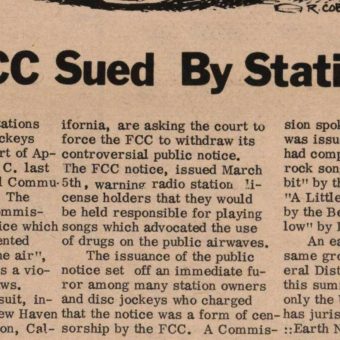 R. COB
CC Sued By Stati
tations
ckeys
rt of Ap-
C. last
l Commu-
The
ommis-
ice which
ented
e air",
s a vio-
ws.
suit, in-
w Haven
on, Cal-
ifornia, are asking the court to
force the FCC to withdraw its
controversial public notice.
The FCC notice, issued March
5th, warning radio station li-
cense holders that they would
be held responsible for playing
songs which advocated the use
of drugs on the public airwaves.
The issuance of the public
notice set off an immediate fu-
ror among many station owners
and disc jockeys who charged
that the notice was a form of cen-
sorship by the FCC. A Commis-
sion spok
was issue
had comp
rock song
bit" by th
"A Little
by the Be
low" by D
An ea
same gre
eral Dist
this sum
only the U
has juris
::Earth N